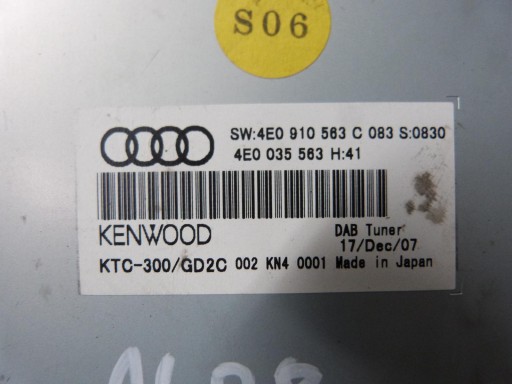 S06
SW:4E0 910 563 C 083 S:0830
4E0 035 563 H:41
KENWOOD
DAB Tuner
17/Dec/07
KTC-300/GD2C 002 KN4 0001 Made in Japan